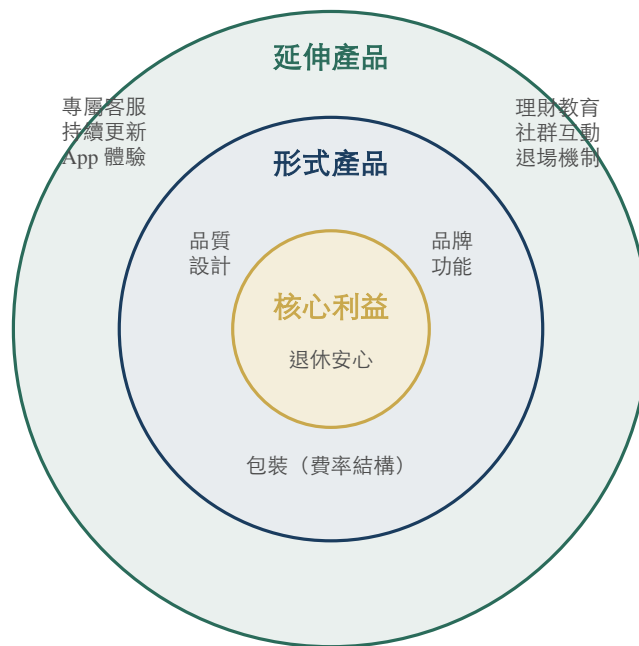 延伸產品
專屬客服
持續更新
App 體驗
理財教育
社群互動
退場機制
形式產品
品質
設計
品牌
功能
核心利益
退休安心
包裝（費率結構）